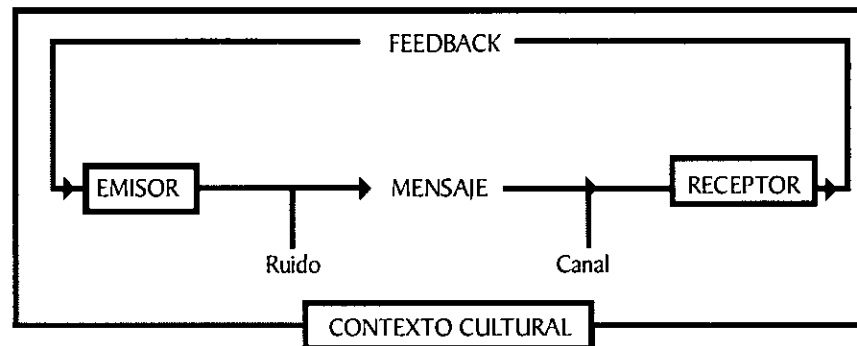 FEEDBACK
EMISOR
MENSAJE
RECEPTOR
Ruido
Canal
CONTEXTO CULTURAL